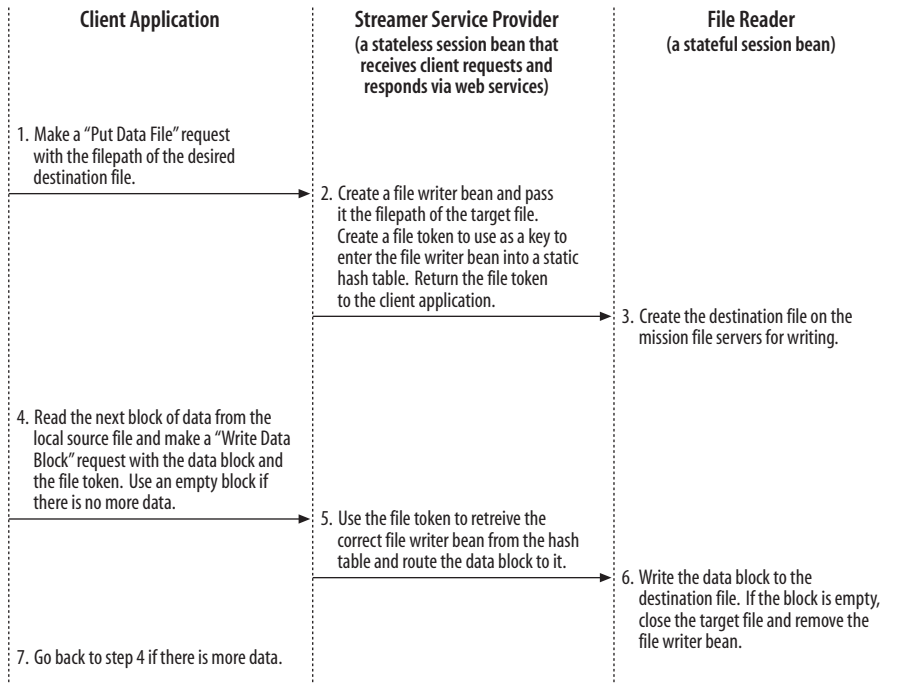 Client Application
Streamer Service Provider
(a stateless session bean that
receives client requests and
responds via web services)
File Reader
(a stateful session bean)
1. Make a “Put Data File” request
with the filepath of the desired
destination file.
2. Create a file writer bean and pass
it the filepath of the target file.
Create a file token to use as a key to
enter the file writer bean into a static
hash table. Return the file token
to the client application.
3. Create the destination file on the
mission file servers for writing.
4. Read the next block of data from the
local source file and make a “Write Data
Block” request with the data block and
the file token. Use an empty block if
there is no more data.
5. Use the file token to retreive the
correct file writer bean from the hash
table and route the data block to it.
6. Write the data block to the
destination file. If the block is empty,
close the target file and remove the
file writer bean.
7. Go back to step 4 if there is more data.